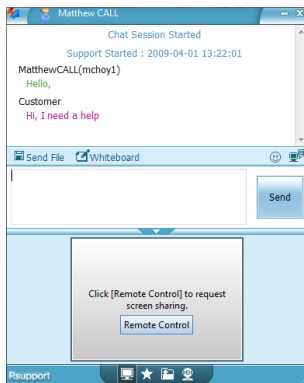 Matthew CALL
Chat Session Started
Support Started : 2009-04-01 13:22:01
MatthewCALL(mchoy1)
Hello,
Customer
Hi, I need a help
Send File Whiteboard
Send
Click [Remote Control] to request
screen sharing.
Remote Control
Rsupport